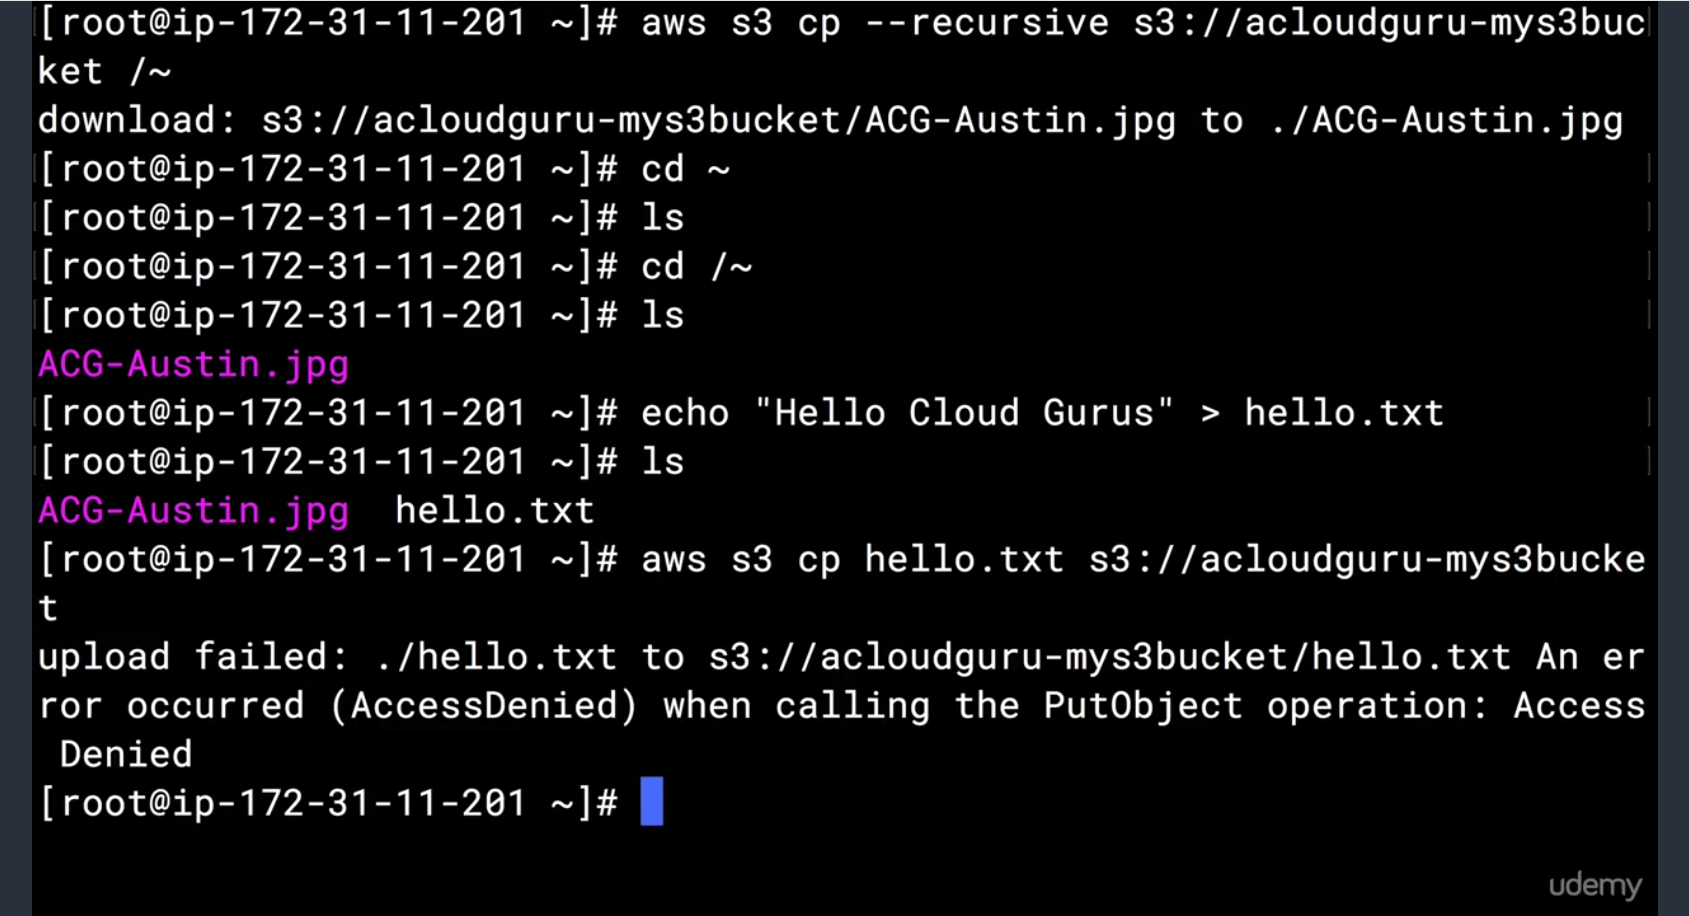 [root@ip-172-31-11-201 ~]# aws s3 cp --recursive s3://acloudguru-mys3buc
ket /~
download: s3://acloudguru-mys3bucket/ACG-Austin.jpg to ./ACG-Austin.jpg
[root@ip-172-31-11-201 ~]# cd ~
[root@ip-172-31-11-201 ~]# ls
[root@ip-172-31-11-201 ~]# cd /~
[root@ip-172-31-11-201 ~]# ls
ACG-Austin.jpg
[root@ip-172-31-11-201 ~]# echo "Hello Cloud Gurus" > hello.txt
[root@ip-172-31-11-201 ~]# ls
ACG-Austin.jpg  hello.txt
[root@ip-172-31-11-201 ~]# aws s3 cp hello.txt s3://acloudguru-mys3bucke
t
upload failed: ./hello.txt to s3://acloudguru-mys3bucket/hello.txt An er
ror occurred (AccessDenied) when calling the PutObject operation: Access
 Denied
[root@ip-172-31-11-201 ~]#
udemy